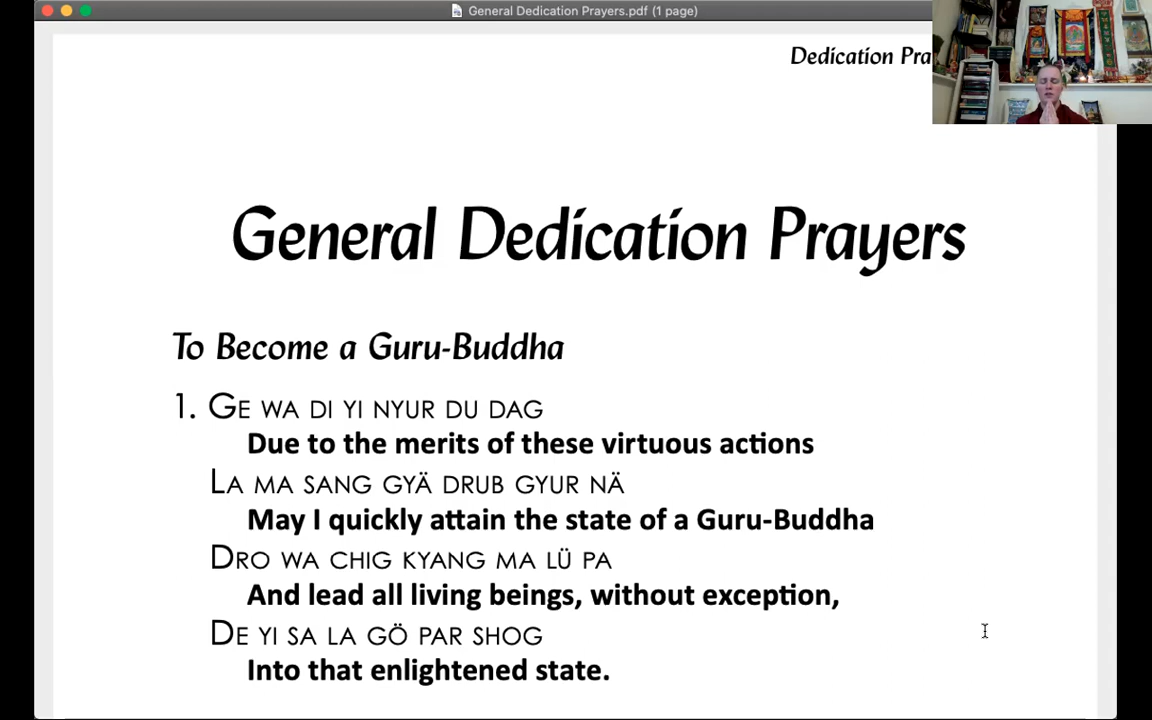 General Dedication Prayers.pdf (1 page)
Dedication
General Dedication Prayers
To Become a Guru-Buddha
1. GE WA DI YI NYUR DU DAG
Due to the merits of these virtuous actions
LA MA SANG GYÄ DRUB GYUR NÄ
May I quickly attain the state of a Guru-Buddha
DRO WA CHIG KYANG MA LÜ PA
And lead all living beings, without exception,
DE YI SA LA GÖ PAR SHOG
Into that enlightened state.